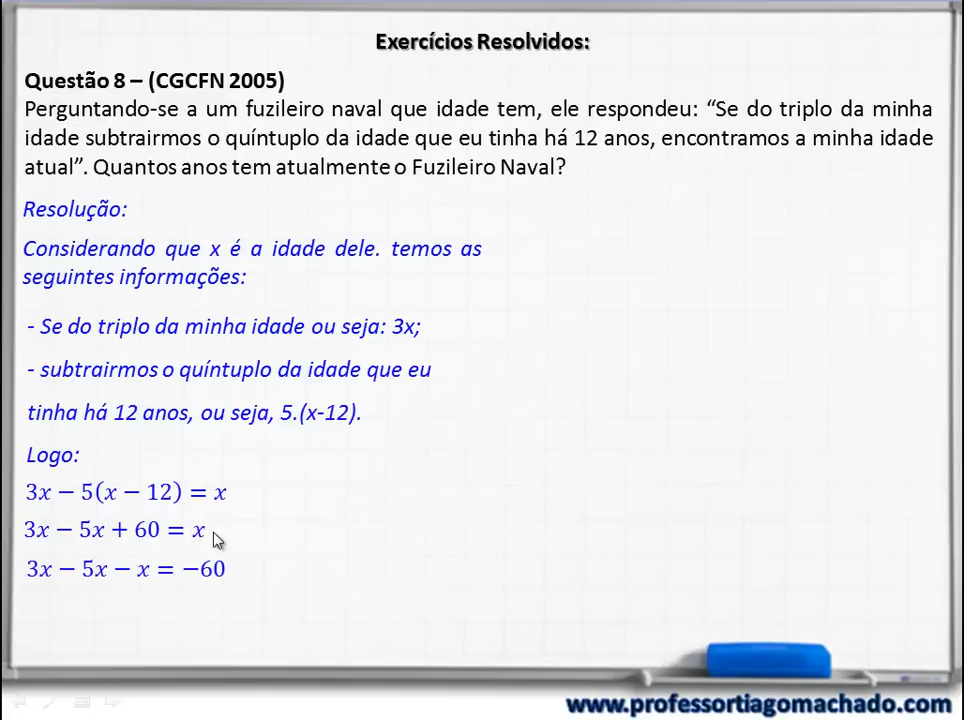 Exercícios Resolvidos:
Questão 8 – (CGCFN 2005)
Perguntando-se a um fuzileiro naval que idade tem, ele respondeu: “Se do triplo da minha
idade subtrairmos o quíntuplo da idade que eu tinha há 12 anos, encontramos a minha idade
atual”. Quantos anos tem atualmente o Fuzileiro Naval?
Resolução:
Considerando que x é a idade dele. temos as
seguintes informações:
- Se do triplo da minha idade ou seja: 3x;
- subtrairmos o quíntuplo da idade que eu
tinha há 12 anos, ou seja, 5.(x-12).
Logo:
3x − 5(x − 12) = x
3x − 5x + 60 = x
3x − 5x − x = −60
www.professortiagomachado.com